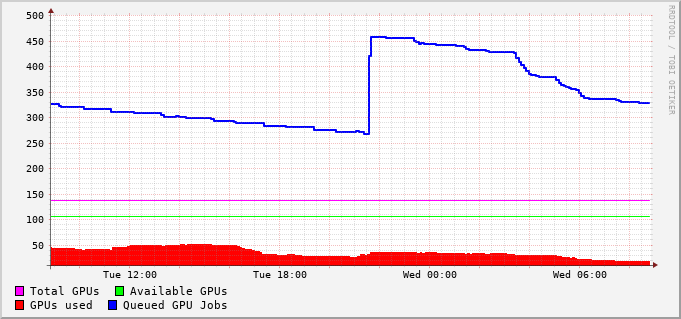 RRDTOOL / TOBI OETIKER
500
450
400
350
300
250
200
150
100
50
Tue 12:00 Tue 18:00 Wed 00:00 Wed 06:00
Total GPUs Available GPUs
GPUs used Queued GPU Jobs